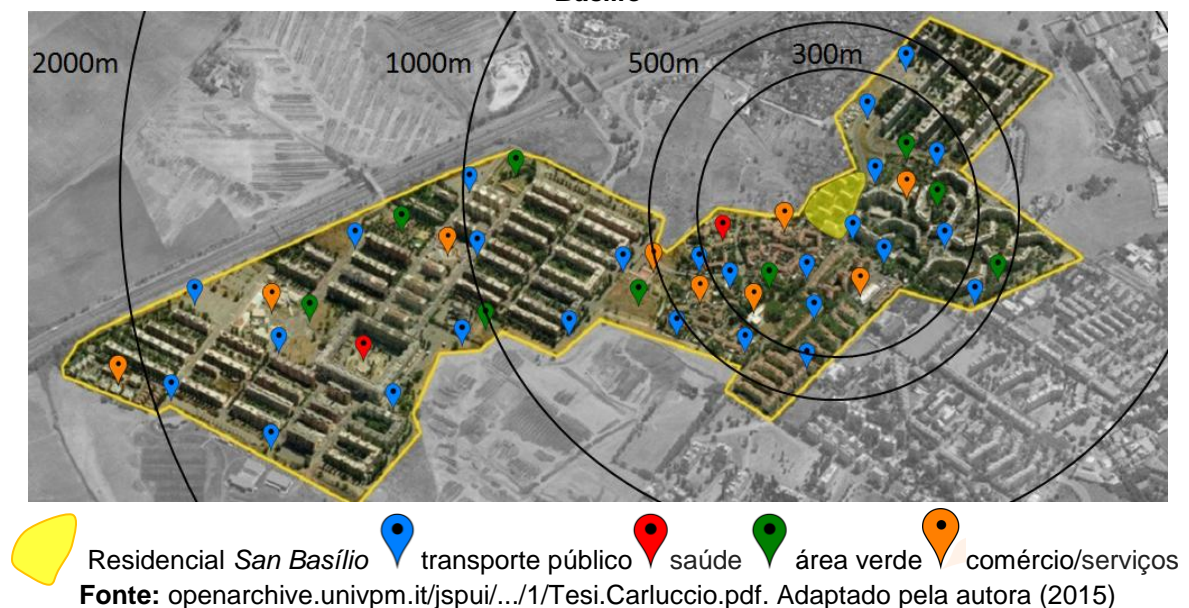 Basílio
2000m
1000m
500m
300m
Residencial San Basílio
transporte público
saúde
área verde
comércio/serviços
Fonte: openarchive.univpm.it/jspui/.../1/Tesi.Carluccio.pdf. Adaptado pela autora (2015)